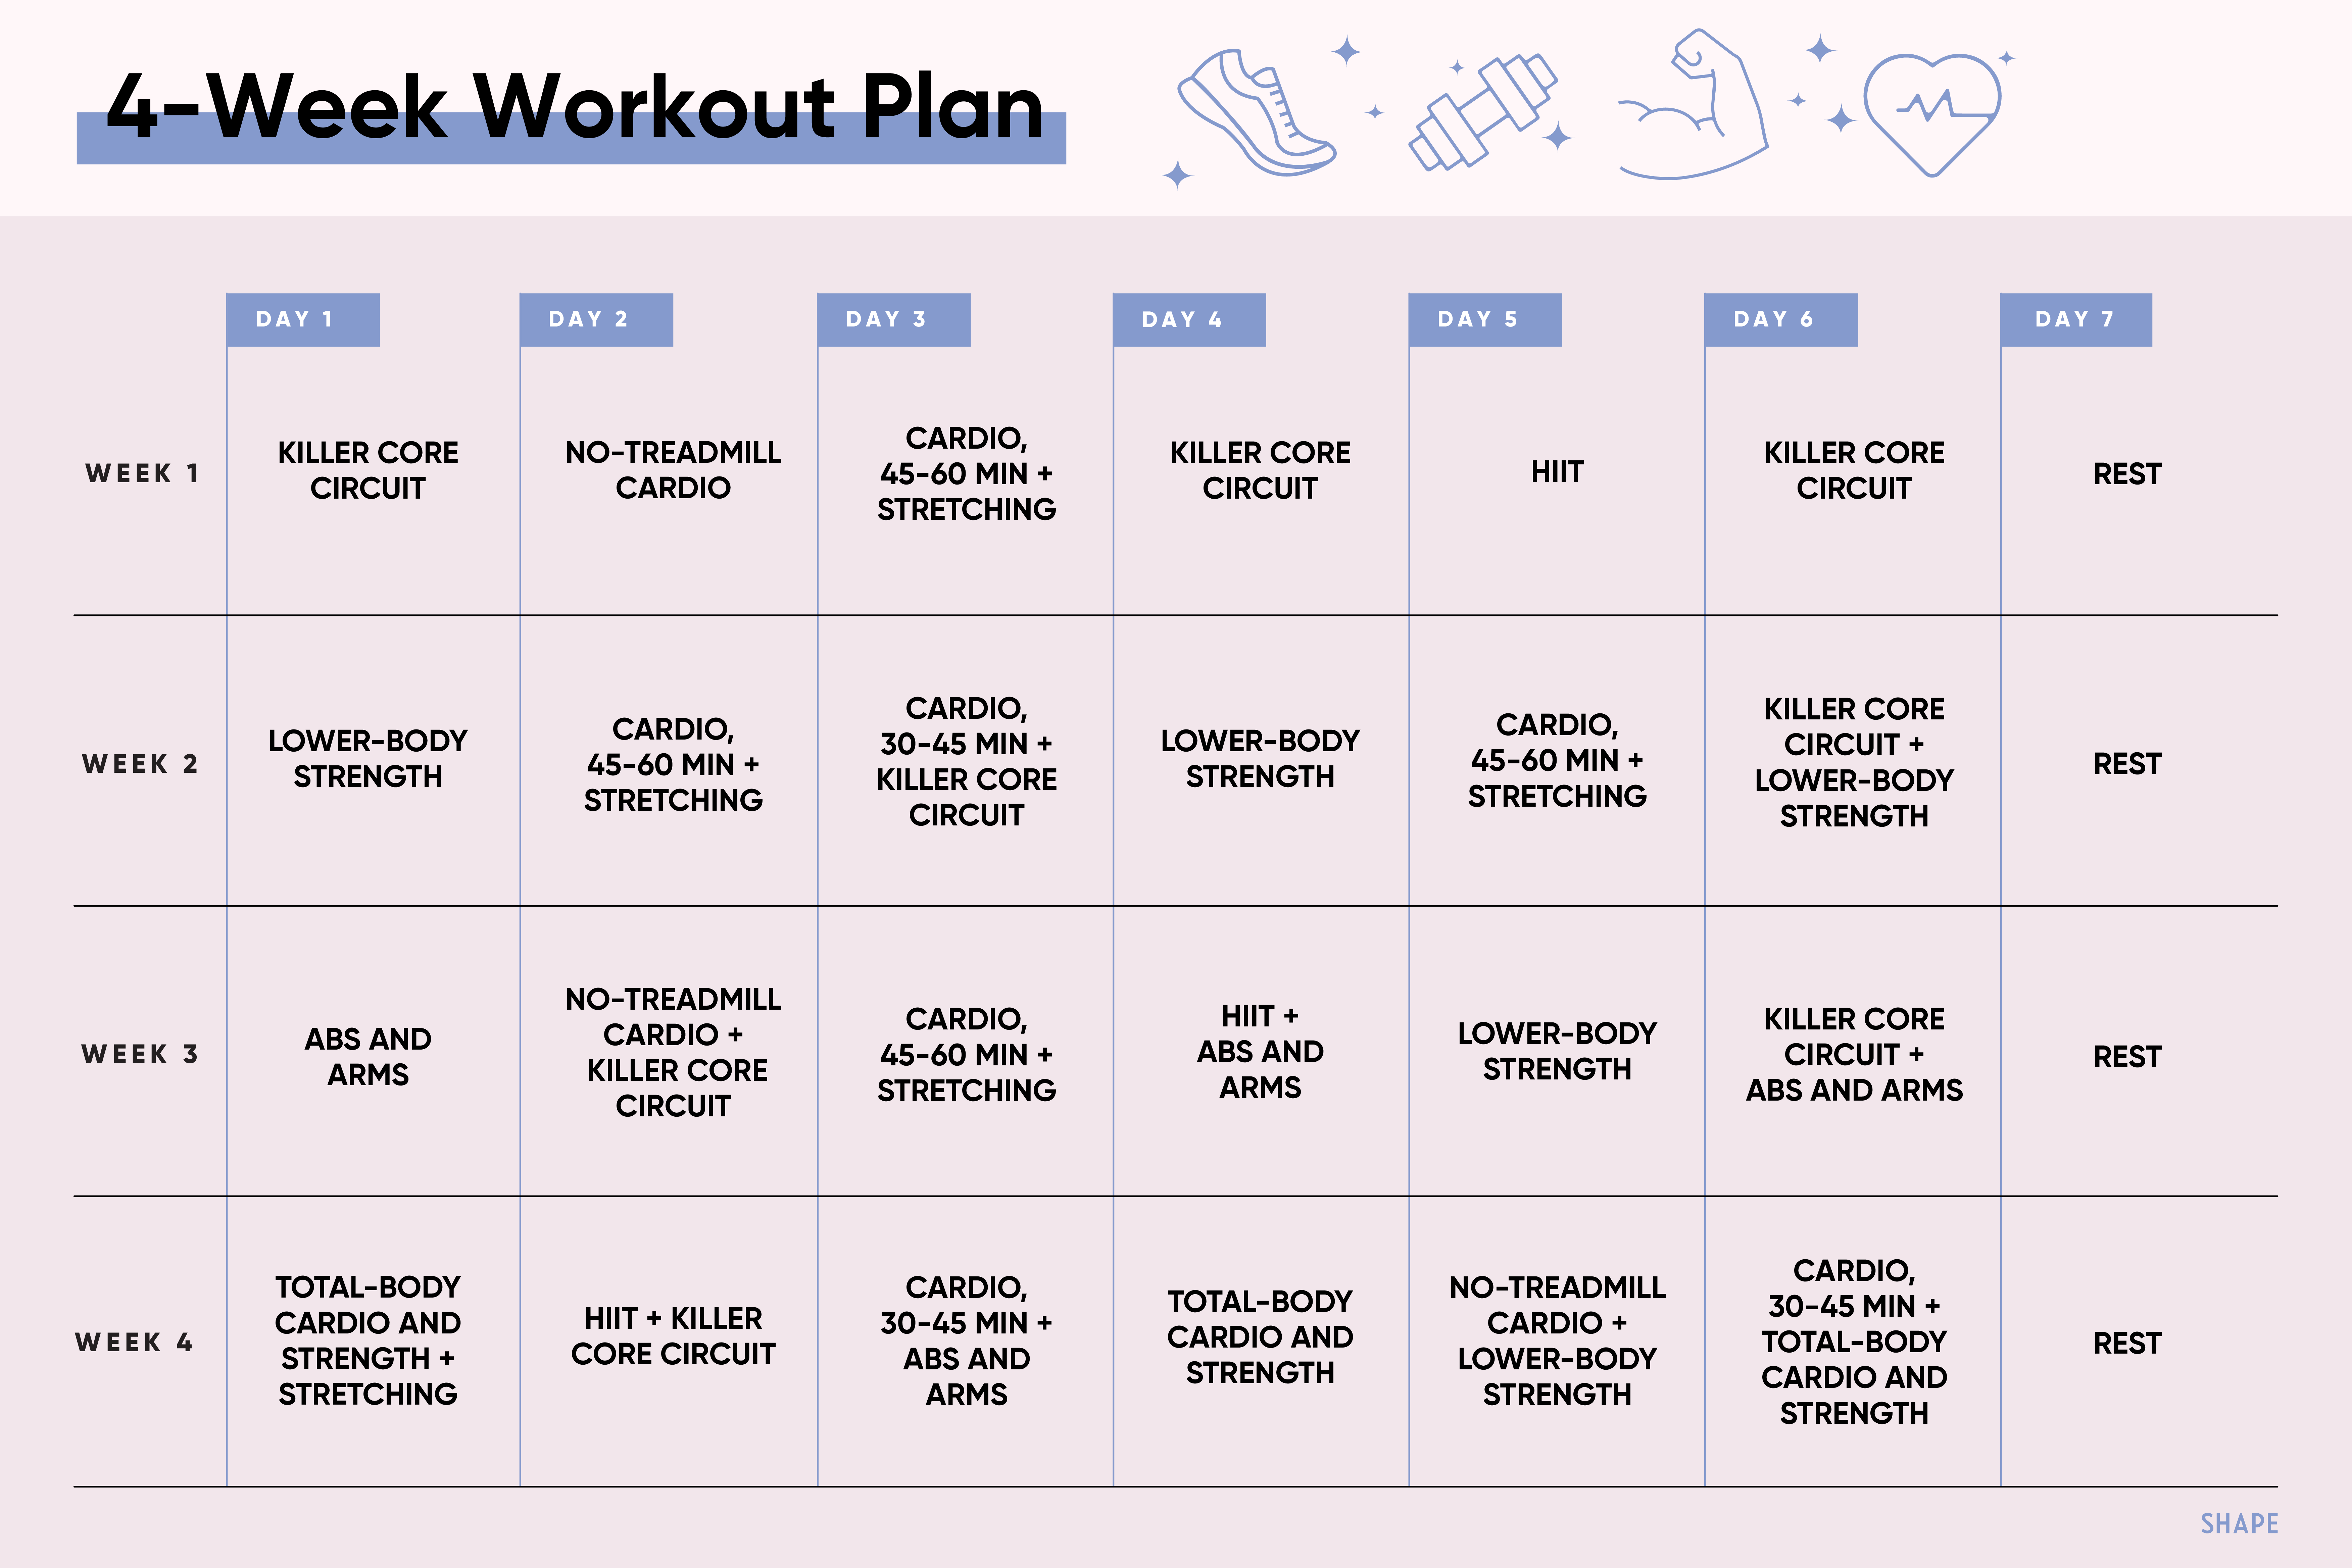 4-Week Workout Plan
DAY 1
DAY 2
DAY 3
DAY 4
DAY 5
DAY 6
DAY 7
WEEK 1
KILLER CORE
CIRCUIT
NO-TREADMILL
CARDIO
CARDIO,
45-60 MIN +
STRETCHING
KILLER CORE
CIRCUIT
HIIT
KILLER CORE
CIRCUIT
REST
WEEK 2
LOWER-BODY
STRENGTH
CARDIO,
45-60 MIN +
STRETCHING
CARDIO,
30-45 MIN +
KILLER CORE
CIRCUIT
LOWER-BODY
STRENGTH
CARDIO,
45-60 MIN +
STRETCHING
KILLER CORE
CIRCUIT +
LOWER-BODY
STRENGTH
REST
WEEK 3
ABS AND
ARMS
NO-TREADMILL
CARDIO +
KILLER CORE
CIRCUIT
CARDIO,
45-60 MIN +
STRETCHING
HIIT +
ABS AND
ARMS
LOWER-BODY
STRENGTH
KILLER CORE
CIRCUIT +
ABS AND ARMS
REST
WEEK 4
TOTAL-BODY
CARDIO AND
STRENGTH +
STRETCHING
HIIT + KILLER
CORE CIRCUIT
CARDIO,
30-45 MIN +
ABS AND
ARMS
TOTAL-BODY
CARDIO AND
STRENGTH
NO-TREADMILL
CARDIO +
LOWER-BODY
STRENGTH
CARDIO,
30-45 MIN +
TOTAL-BODY
CARDIO AND
STRENGTH
REST
SHAPE